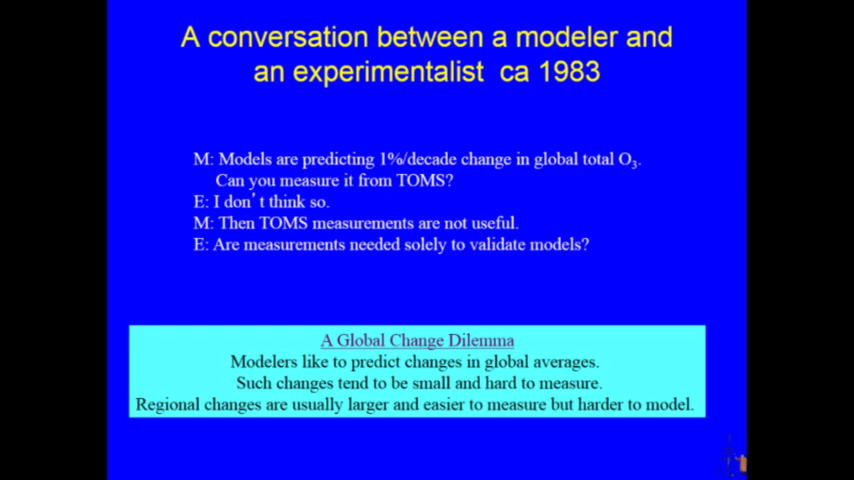 A conversation between a modeler and
an experimentalist ca 1983
M: Models are predicting 1%/decade change in global total O₃.
Can you measure it from TOMS?
E: I don't think so.
M: Then TOMS measurements are not useful.
E: Are measurements needed solely to validate models?
A Global Change Dilemma
Modelers like to predict changes in global averages.
Such changes tend to be small and hard to measure.
Regional changes are usually larger and easier to measure but harder to model.